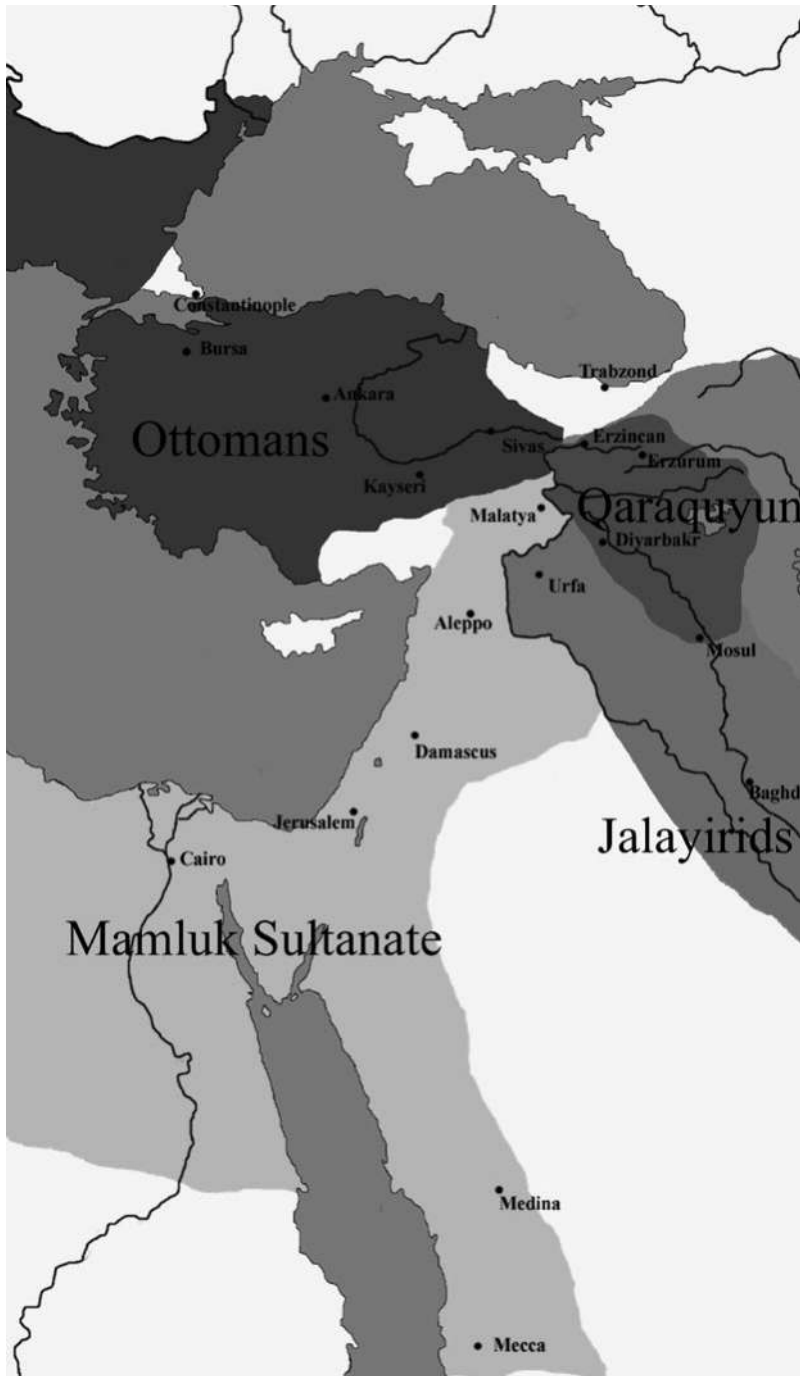 Constantinople
Bursa
Trabzond
Ankara
Ottomans
Sivas
Erzincan
Erzurum
Kayseri
Malatya
Qaraquyun
Diyarbakr
Urfa
Aleppo
Mosul
Damascus
Baghd
Jerusalem
Jalayirids
Cairo
Mamluk Sultanate
Medina
Mecca